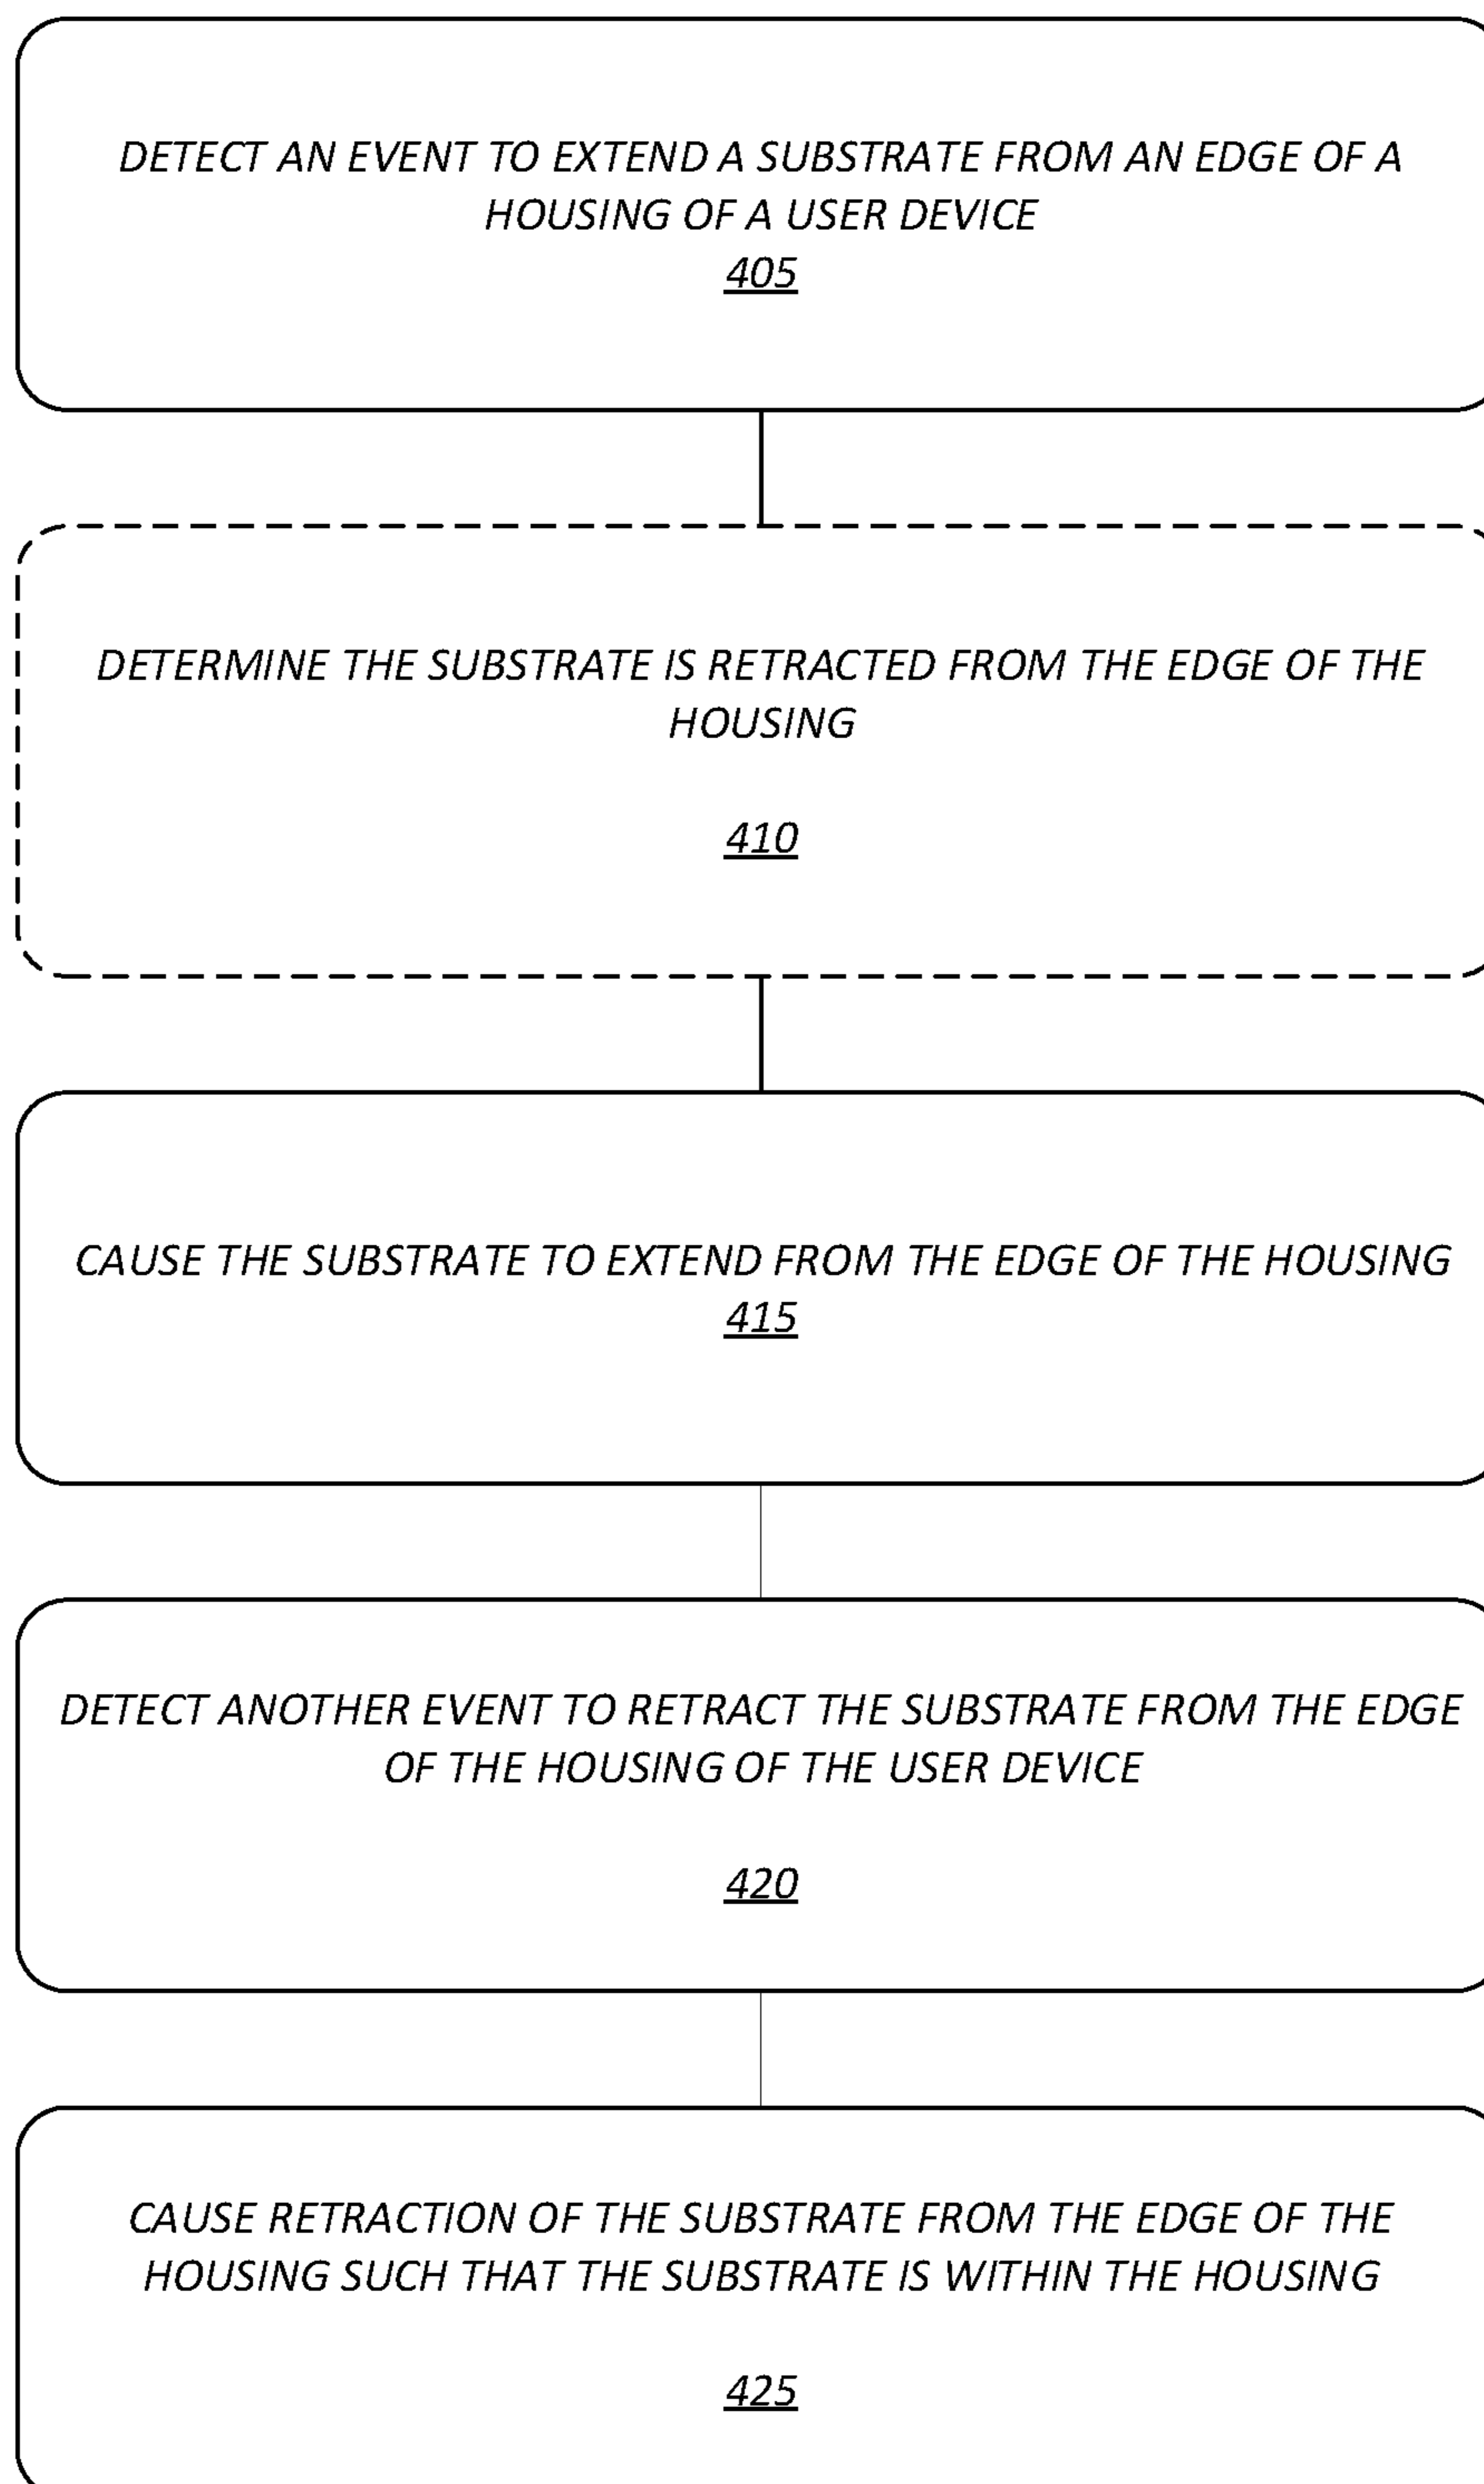 DETECT AN EVENT TO EXTEND A SUBSTRATE FROM AN EDGE OF A
HOUSING OF A USER DEVICE
405
DETERMINE THE SUBSTRATE IS RETRACTED FROM THE EDGE OF THE
HOUSING
410
CAUSE THE SUBSTRATE TO EXTEND FROM THE EDGE OF THE HOUSING
415
DETECT ANOTHER EVENT TO RETRACT THE SUBSTRATE FROM THE EDGE
OF THE HOUSING OF THE USER DEVICE
420
CAUSE RETRACTION OF THE SUBSTRATE FROM THE EDGE OF THE
HOUSING SUCH THAT THE SUBSTRATE IS WITHIN THE HOUSING
425